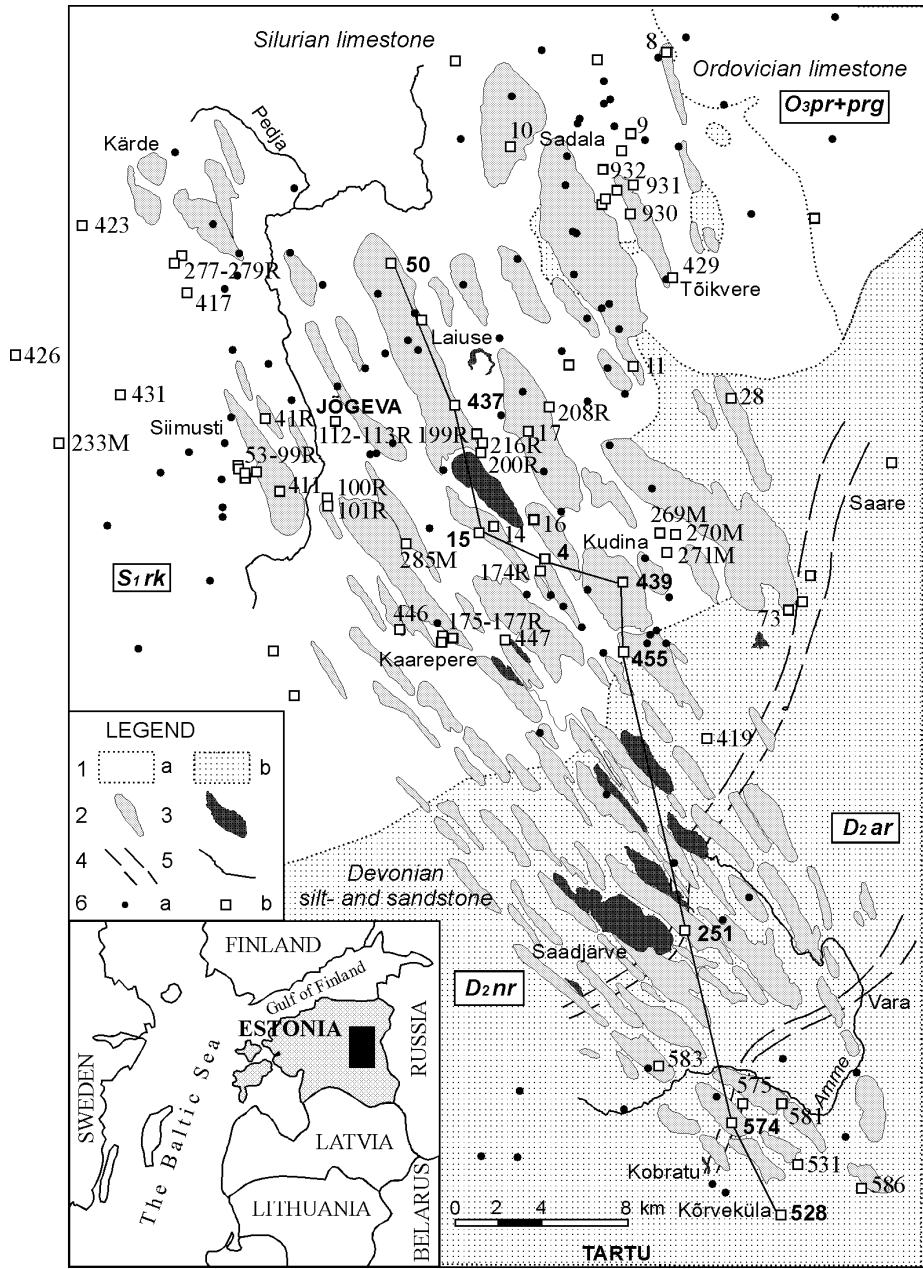 Silurian limestone
8
Ordovician limestone
O3pr+prg
Pedja
Kärde
10
Sadala
9
932
931
930
423
50
277-279R
429
Tõikvere
417
Laiuse
426
11
431
28
437
208R
JÕGEVA
41R
Siimusti
112-113R
199R
17
233M
216R
53-99R
200R
Saare
411
100R
101R
16
269M
270M
15
14
Kudina
271M
285M
4
S1rk
174R
439
73
446
175-177R
447
455
Kaarepere
LEGEND
419
1
a
b
2
3
D2ar
4
5
Devonian
silt- and sandstone
6
a
b
251
FINLAND
Saadjärve
Gulf of Finland
D2nr
Vara
ESTONIA
RUSSIA
583
SWEDEN
The Baltic Sea
575
581
Amme
574
LATVIA
531
Kobratu
586
BELARUS
LITHUANIA
0 4 8 km
Kõrveküla
528
TARTU